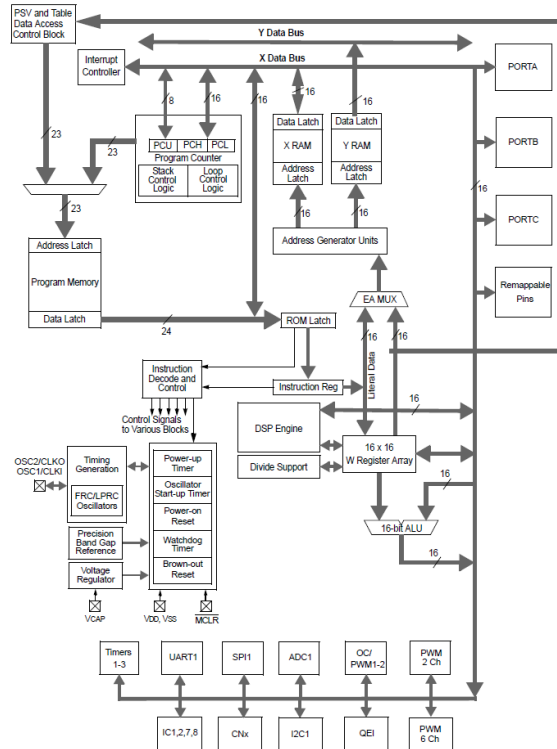 PSV and Table
Data Access
Control Block
Y Data Bus
X Data Bus
Interrupt
Controller
PORTA
8
16
16
16
16
23
23
PCU
PCH
PCL
Program Counter
Stack
Control
Logic
Loop
Control
Logic
Data Latch
X RAM
Address
Latch
Data Latch
Y RAM
Address
Latch
PORTB
16
23
16
16
PORTC
Address Latch
Program Memory
Data Latch
Address Generator Units
EA MUX
Remappable
Pins
24
ROM Latch
16
16
Literal Data
Instruction
Decode and
Control
Instruction Reg
Control Signals
to Various Blocks
16
DSP Engine
Divide Support
16 x 16
W Register Array
OSC2/CLKO
OSC1/CLKI
Timing
Generation
FRC/LPRC
Oscillators
Power-up
Timer
Oscillator
Start-up Timer
Power-on
Reset
Watchdog
Timer
Brown-out
Reset
16
16-bit ALU
16
Precision
Band Gap
Reference
Voltage
Regulator
VCAP
VDD, VSS
MCLR
Timers
1-3
UART1
SPI1
ADC1
OC/
PWM1-2
PWM
2 Ch
IC1,2,7,8
CNx
I2C1
QEI
PWM
6 Ch